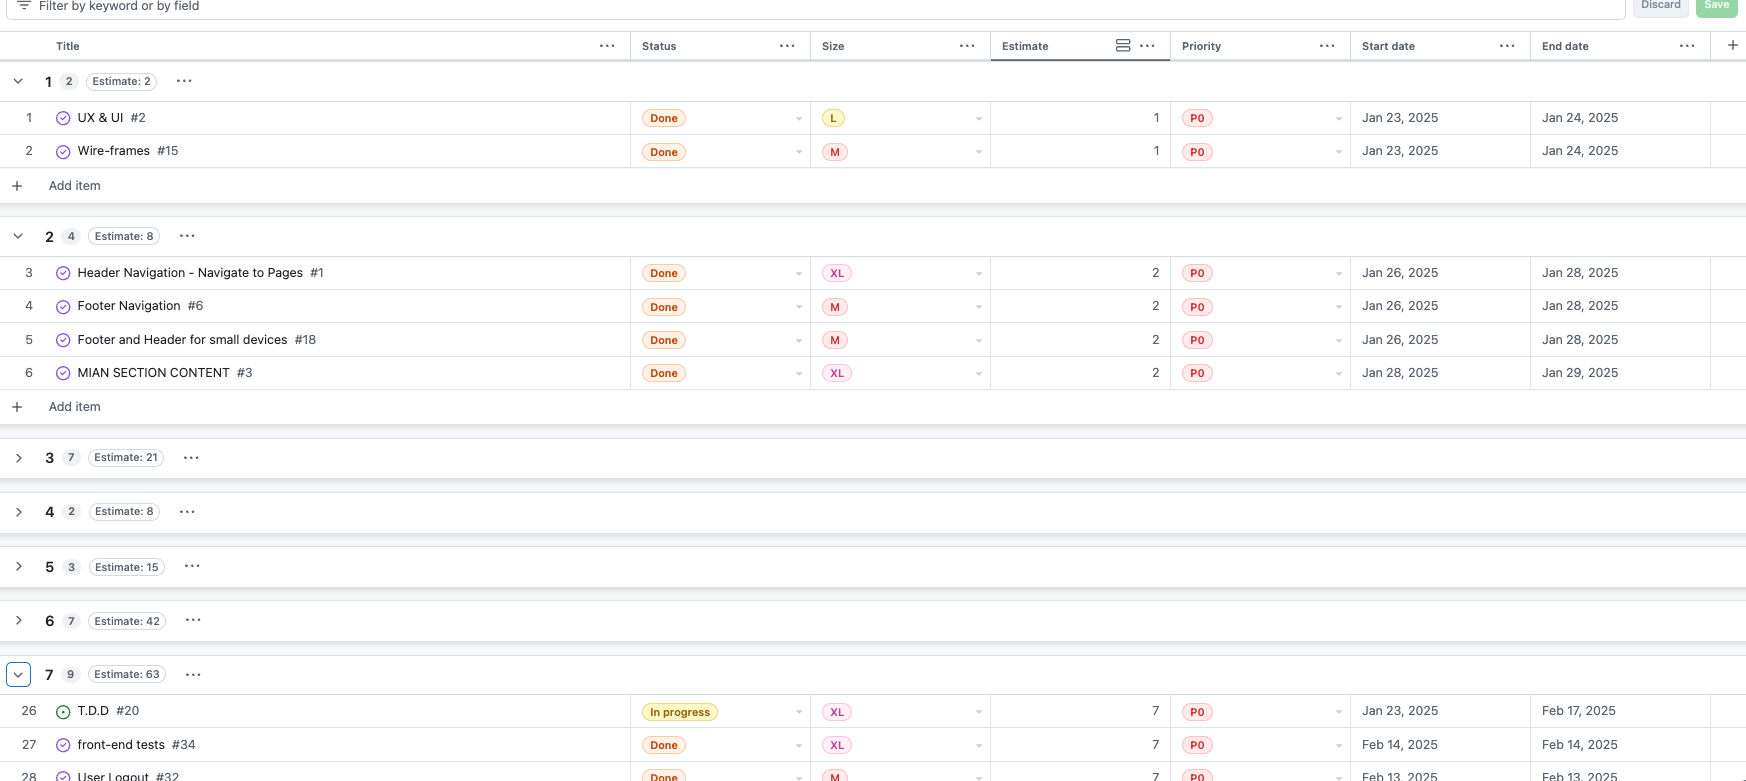 Filter by keyword or by field Discard Save
Title Status Size Estimate Priority Start date End date
1 2 Estimate: 2
1 UX & UI #2 Done L 1 P0 Jan 23, 2025 Jan 24, 2025
2 Wire-frames #15 Done M 1 P0 Jan 23, 2025 Jan 24, 2025
Add item
2 4 Estimate: 8
3 Header Navigation - Navigate to Pages #1 Done XL 2 P0 Jan 26, 2025 Jan 28, 2025
4 Footer Navigation #6 Done M 2 P0 Jan 26, 2025 Jan 28, 2025
5 Footer and Header for small devices #18 Done M 2 P0 Jan 26, 2025 Jan 28, 2025
6 MIAN SECTION CONTENT #3 Done XL 2 P0 Jan 28, 2025 Jan 29, 2025
Add item
3 7 Estimate: 21
4 2 Estimate: 8
5 3 Estimate: 15
6 7 Estimate: 42
7 9 Estimate: 63
26 T.D.D #20 In progress XL 7 P0 Jan 23, 2025 Feb 17, 2025
27 front-end tests #34 Done XL 7 P0 Feb 14, 2025 Feb 14, 2025
28 User Logout #32 Done M 7 P0 Feb 13, 2025 Feb 13, 2025